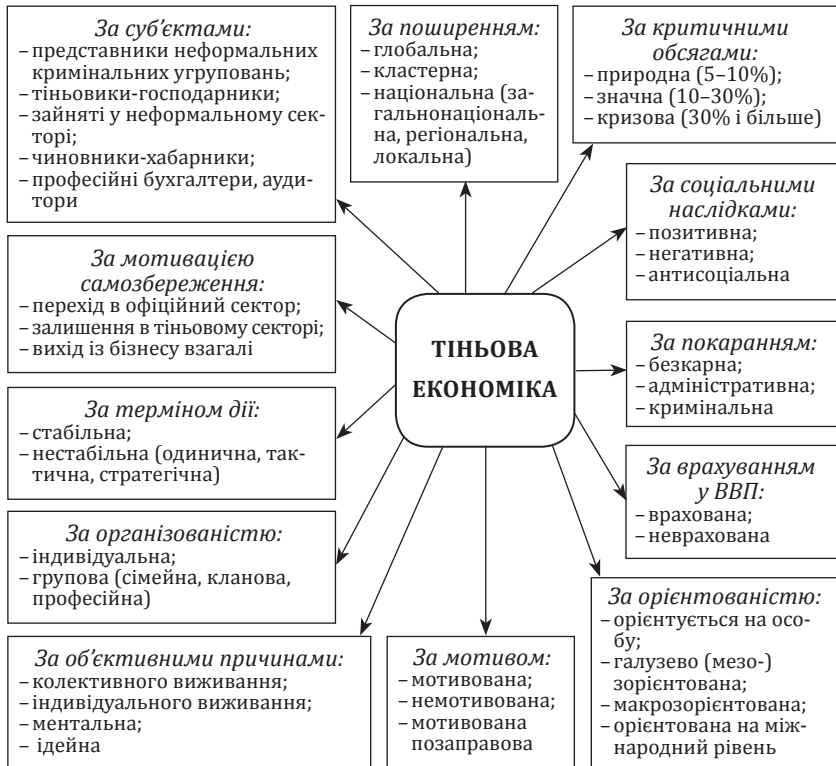 За суб’єктами:
– представники неформальних
кримінальних угруповань;
– тіньовики-господарники;
– зайняті у неформальному сек-
торі;
– чиновники-хабарники;
– професійні бухгалтери, ауди-
тори
За поширенням:
– глобальна;
– кластерна;
– національна (за-
гальнонаціональ-
на, регіональна,
локальна)
За критичними
обсягами:
– природна (5–10%);
– значна (10–30%);
– кризова (30% і більше)
За соціальними
наслідками:
– позитивна;
– негативна;
– антисоціальна
За мотивацією
самозбереження:
– перехід в офіційний сектор;
– залишення в тіньовому секторі;
– вихід із бізнесу взагалі
ТІНЬОВА
ЕКОНОМІКА
За покаранням:
– безкарна;
– адміністративна;
– кримінальна
За терміном дії:
– стабільна;
– нестабільна (одинична, так-
тична, стратегічна)
За врахуванням
у ВВП:
– врахована;
– неврахована
За організованістю:
– індивідуальна;
– групова (сімейна, кланова,
професійна)
За орієнтованістю:
– орієнтується на осо-
бу;
– галузево (мезо-)
зорієнтована;
– макрозорієнтована;
– орієнтована на між-
народний рівень
За об’єктивними причинами:
– колективного виживання;
– індивідуального виживання;
– ментальна;
– ідейна
За мотивом:
– мотивована;
– немотивована;
– мотивована
позаправова